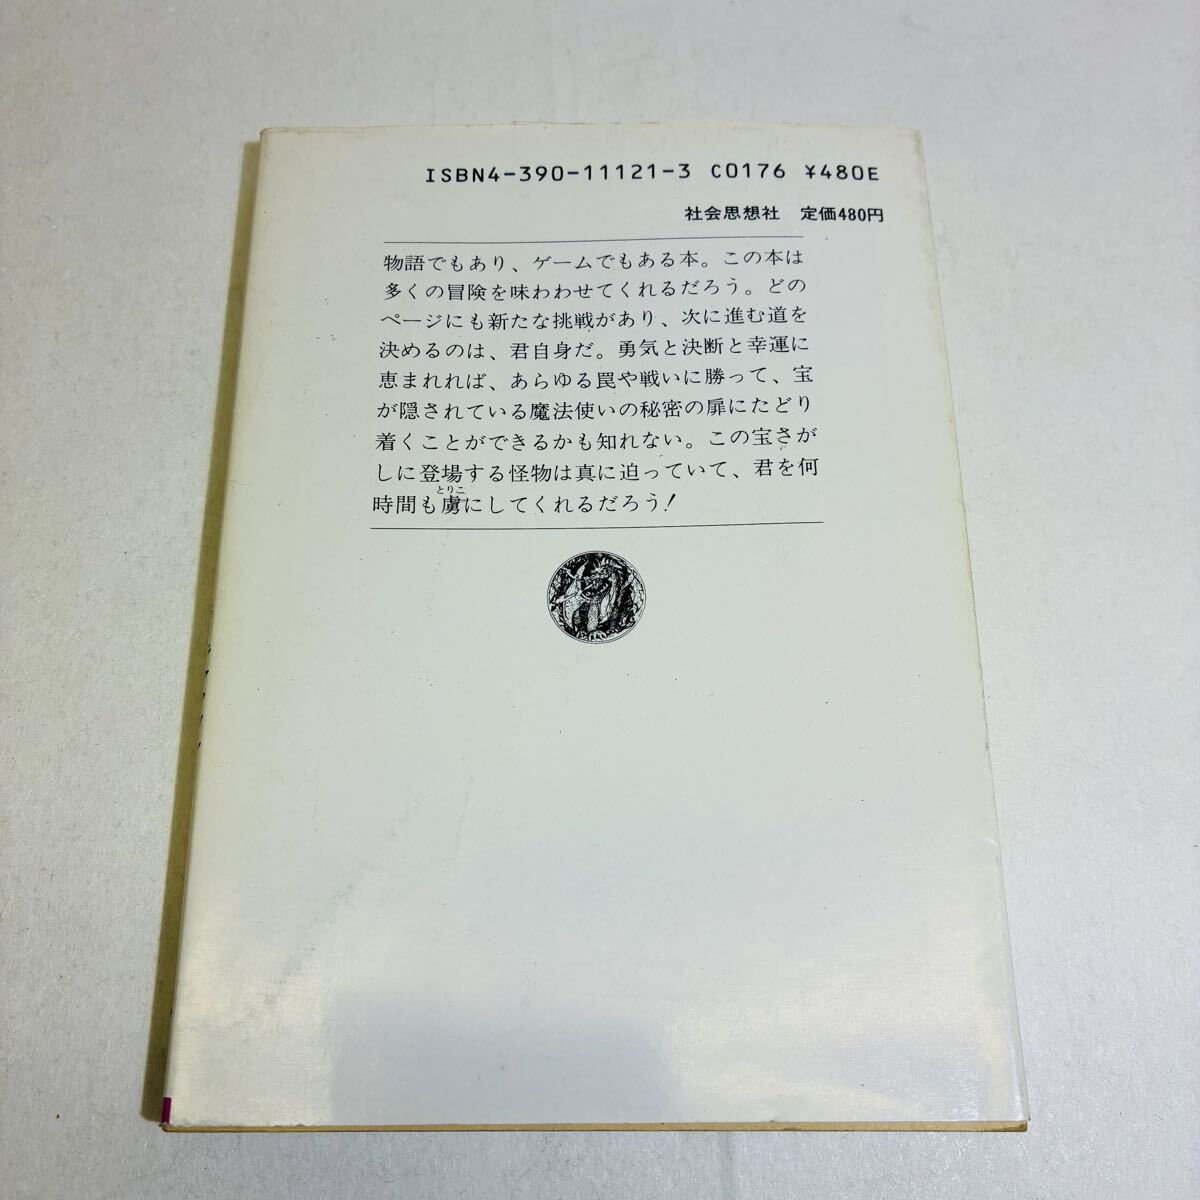 ISBN4-390-11121-3 C0176 ¥480E
社会思想社 定価480円
物語でもあり、ゲームでもある本。この本は
多くの冒険を味わわせてくれるだろう。どの
ページにも新たな挑戦があり、次に進む道を
決めるのは、君自身だ。勇気と決断と幸運に
恵まれれば、あらゆる罠や戦いに勝って、宝
が隠されている魔法使いの秘密の扉にたどり
着くことができるかも知れない。この宝さが
しに登場する怪物は真に迫っていて、君を何
とりこ
時間も虜にしてくれるだろう!